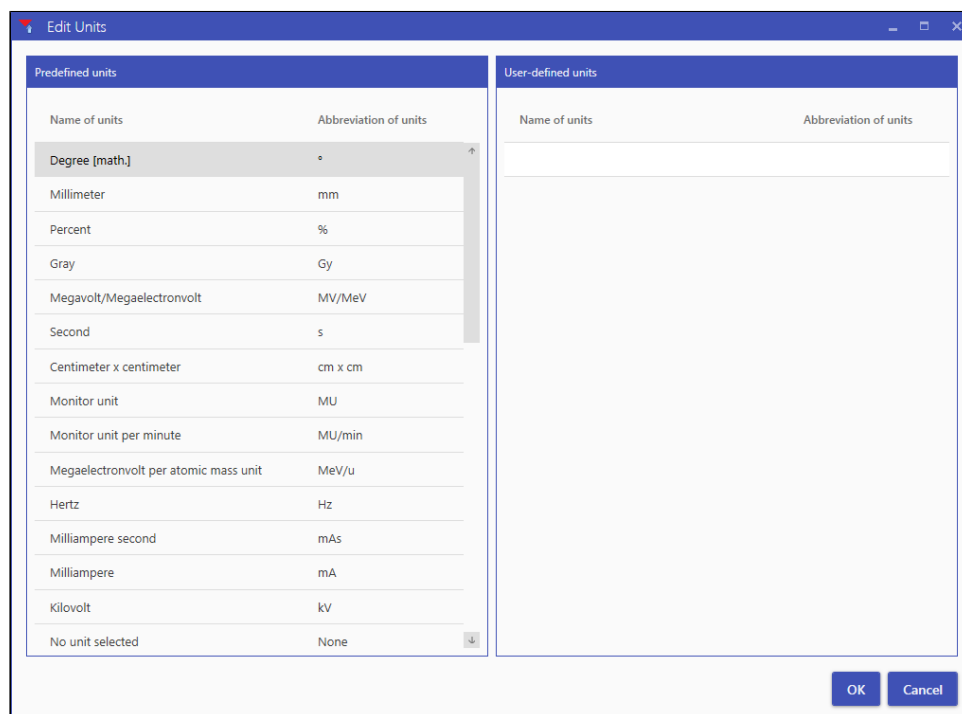 Edit Units
Predefined units
Name of units Abbreviation of units
Degree [math.] °
Millimeter mm
Percent %
Gray Gy
Megavolt/Megaelectronvolt MV/MeV
Second s
Centimeter x centimeter cm x cm
Monitor unit MU
Monitor unit per minute MU/min
Megaelectronvolt per atomic mass unit MeV/u
Hertz Hz
Milliampere second mAs
Milliampere mA
Kilovolt kV
No unit selected None
User-defined units
Name of units Abbreviation of units
OK Cancel